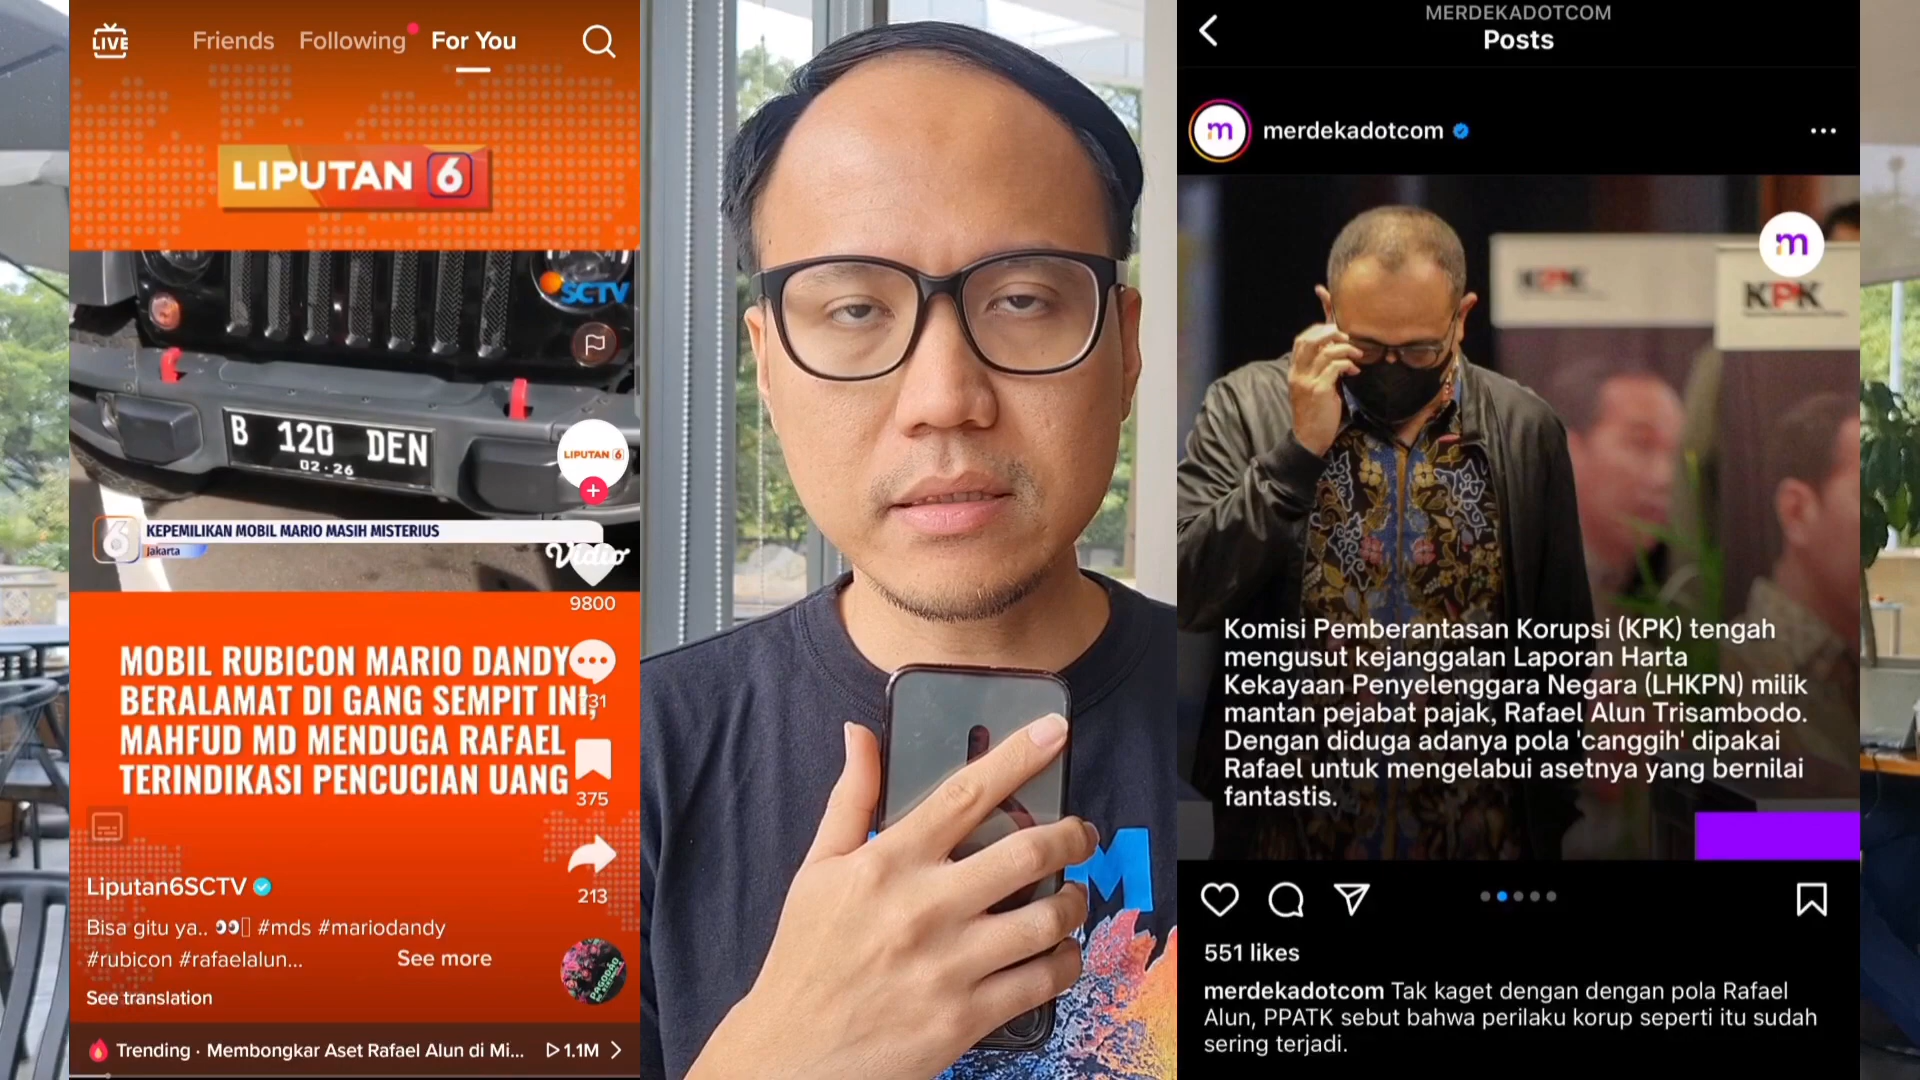 LIVE
Friends
Following
For You
LIPUTAN 6
SCTV
B 120 DEN
02·26
LIPUTAN 6
6
KEPEMILIKAN MOBIL MARIO MASIH MISTERIUS
Jakarta
Vidio
9800
MOBIL RUBICON MARIO DANDY
BERALAMAT DI GANG SEMPIT INI,
MAHFUD MD MENDUGA RAFAEL
TERINDIKASI PENCUCIAN UANG
375
213
Liputan6SCTV
Bisa gitu ya.. 👀 #mds #mariodandy
#rubicon #rafaelalun...
See more
See translation
Trending · Membongkar Aset Rafael Alun di Mi...
1.1M
M
MERDEKADOTCOM
Posts
m
merdekadotcom
m
KPK
KPK
Komisi Pemberantasan Korupsi (KPK) tengah
mengusut kejanggalan Laporan Harta
Kekayaan Penyelenggara Negara (LHKPN) milik
mantan pejabat pajak, Rafael Alun Trisambodo.
Dengan diduga adanya pola 'canggih' dipakai
Rafael untuk mengelabui asetnya yang bernilai
fantastis.
551 likes
merdekadotcom Tak kaget dengan dengan pola Rafael
Alun, PPATK sebut bahwa perilaku korup seperti itu sudah
sering terjadi.